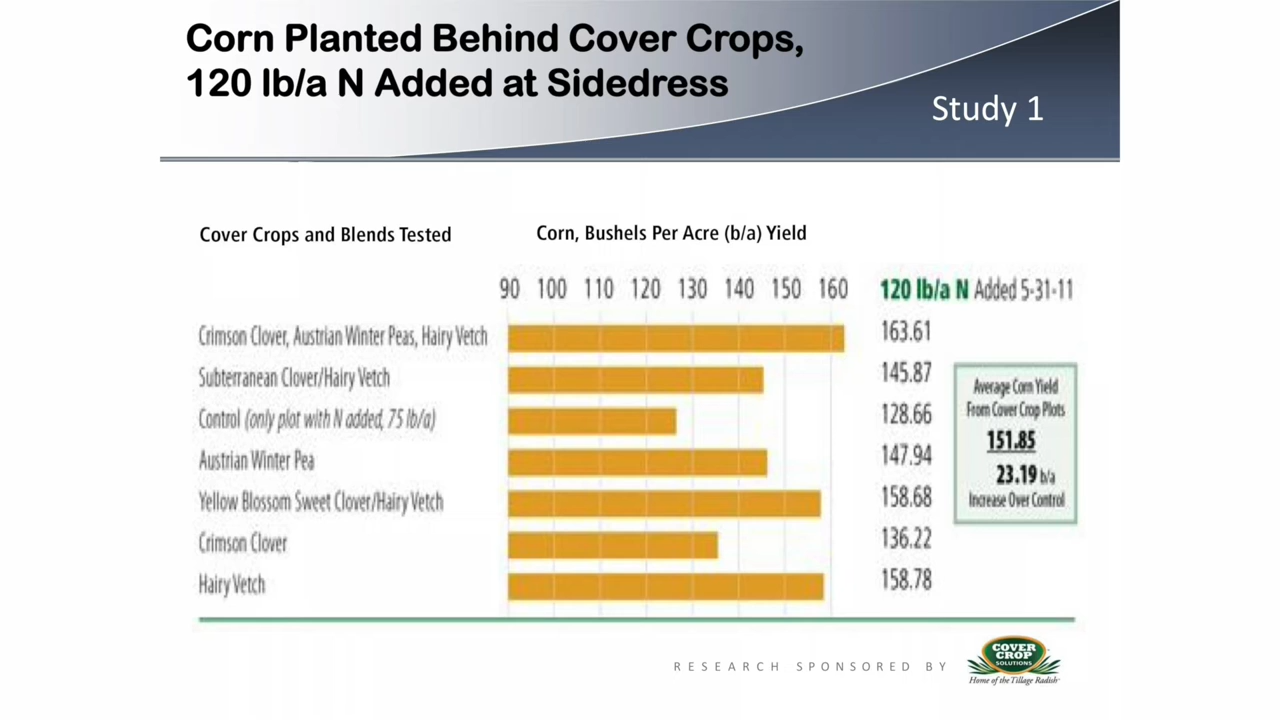 Corn Planted Behind Cover Crops,
120 lb/a N Added at Sidedress
Study 1
Cover Crops and Blends Tested
Corn, Bushels Per Acre (b/a) Yield
90 100 110 120 130 140 150 160
120 lb/a N Added 5-31-11
Crimson Clover, Austrian Winter Peas, Hairy Vetch 163.61
Subterranean Clover/Hairy Vetch 145.87
Control (only plot with N added, 75 lb/a) 128.66
Austrian Winter Pea 147.94
Yellow Blossom Sweet Clover/Hairy Vetch 158.68
Crimson Clover 136.22
Hairy Vetch 158.78
Average Corn Yield
From Cover Crop Plots
151.85
23.19 b/a
Increase Over Control
RESEARCH SPONSORED BY
COVER
CROP
SOLUTIONS
Home of the Tillage Radish